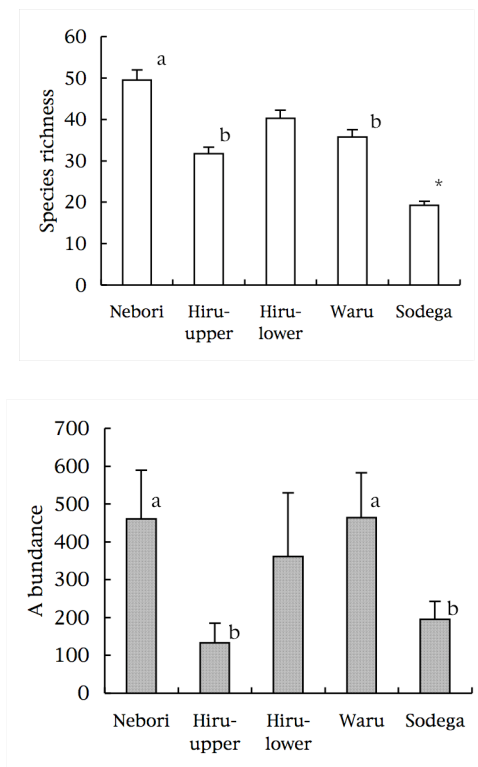 Species richness
60
50
40
30
20
10
0
a
b
b
*
Nebori Hiru-upper Hiru-lower Waru Sodega
A bundance
700
600
500
400
300
200
100
0
a
b
a
b
Nebori Hiru-upper Hiru-lower Waru Sodega